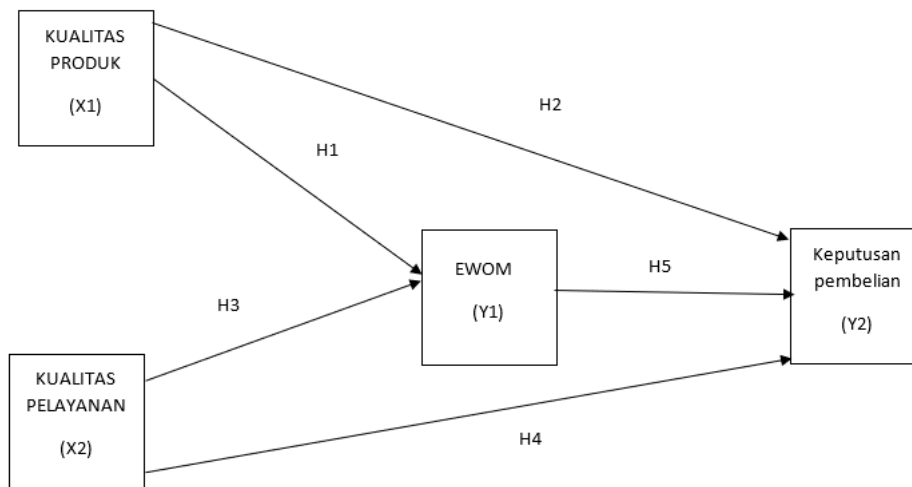 KUALITAS
PRODUK
(X1)
H2
H1
EWOM
(Y1)
H5
Keputusan
pembelian
(Y2)
H3
KUALITAS
PELAYANAN
(X2)
H4